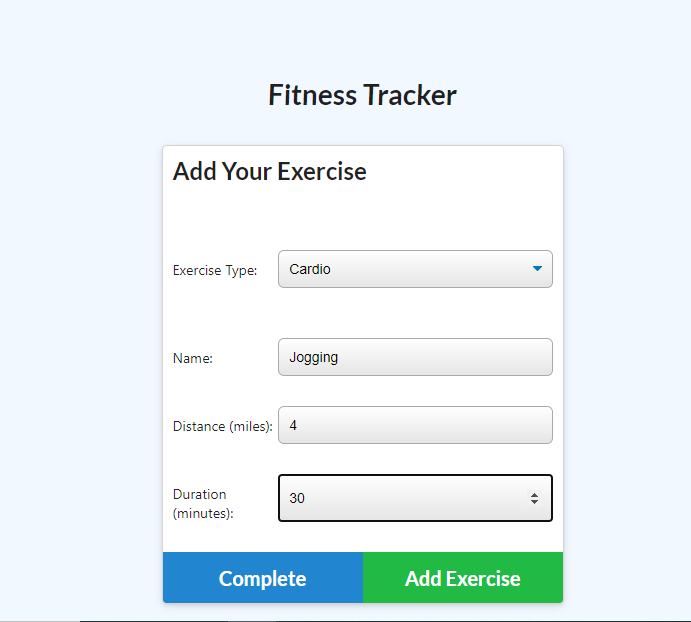 Fitness Tracker
Add Your Exercise
Exercise Type: Cardio
Name: Jogging
Distance (miles): 4
Duration
(minutes): 30
Complete Add Exercise